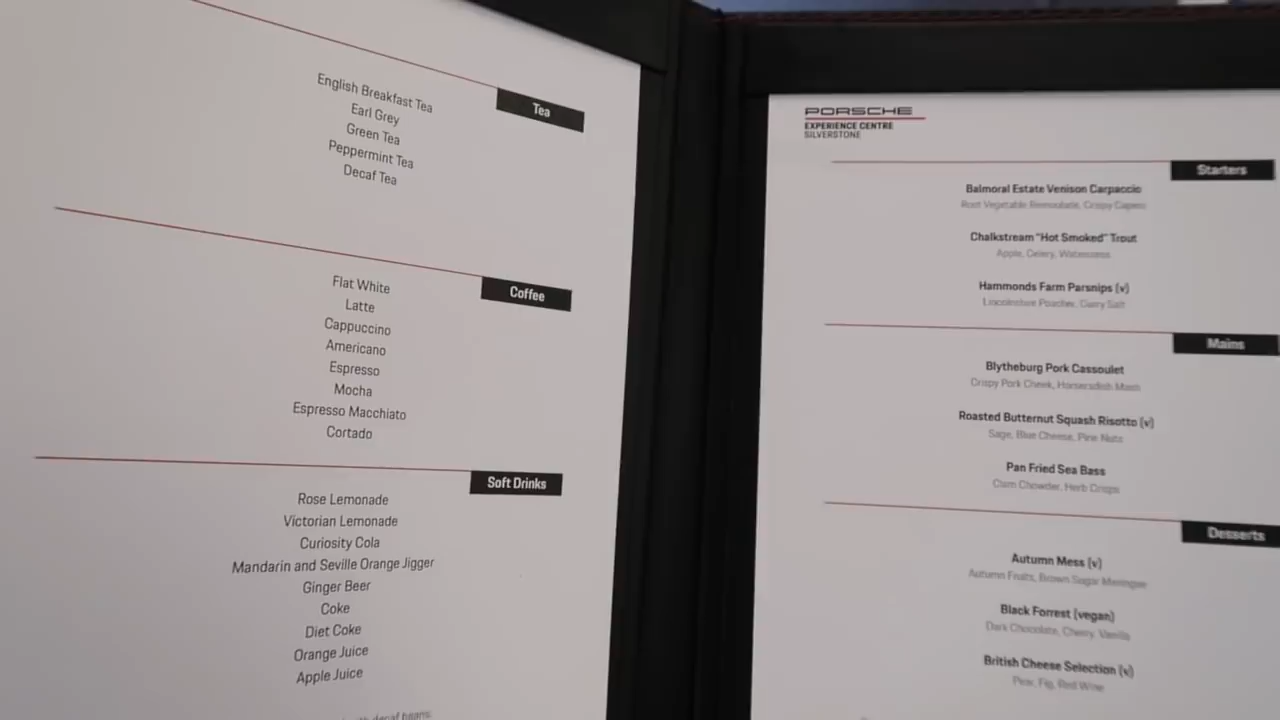 Tea
English Breakfast Tea
Earl Grey
Green Tea
Peppermint Tea
Decaf Tea
Coffee
Flat White
Latte
Cappuccino
Americano
Espresso
Mocha
Espresso Macchiato
Cortado
Soft Drinks
Rose Lemonade
Victorian Lemonade
Curiosity Cola
Mandarin and Seville Orange Jigger
Ginger Beer
Coke
Diet Coke
Orange Juice
Apple Juice
decaf beans
PORSCHE
EXPERIENCE CENTRE
SILVERSTONE
Starters
Balmoral Estate Venison Carpaccio
Root Vegetable Remoulade, Crispy Capers
Chalkstream "Hot Smoked" Trout
Apple, Celery, Watercress
Hammonds Farm Parsnips (v)
Lincolnshire Poacher, Curry Salt
Mains
Blytheburg Pork Cassoulet
Crispy Pork Cheek, Horseradish Mash
Roasted Butternut Squash Risotto (v)
Sage, Blue Cheese, Pine Nuts
Pan Fried Sea Bass
Clam Chowder, Herb Crisps
Desserts
Autumn Mess (v)
Autumn Fruits, Brown Sugar Meringue
Black Forrest (vegan)
Dark Chocolate, Cherry, Vanilla
British Cheese Selection (v)
Pear, Fig, Red Wine